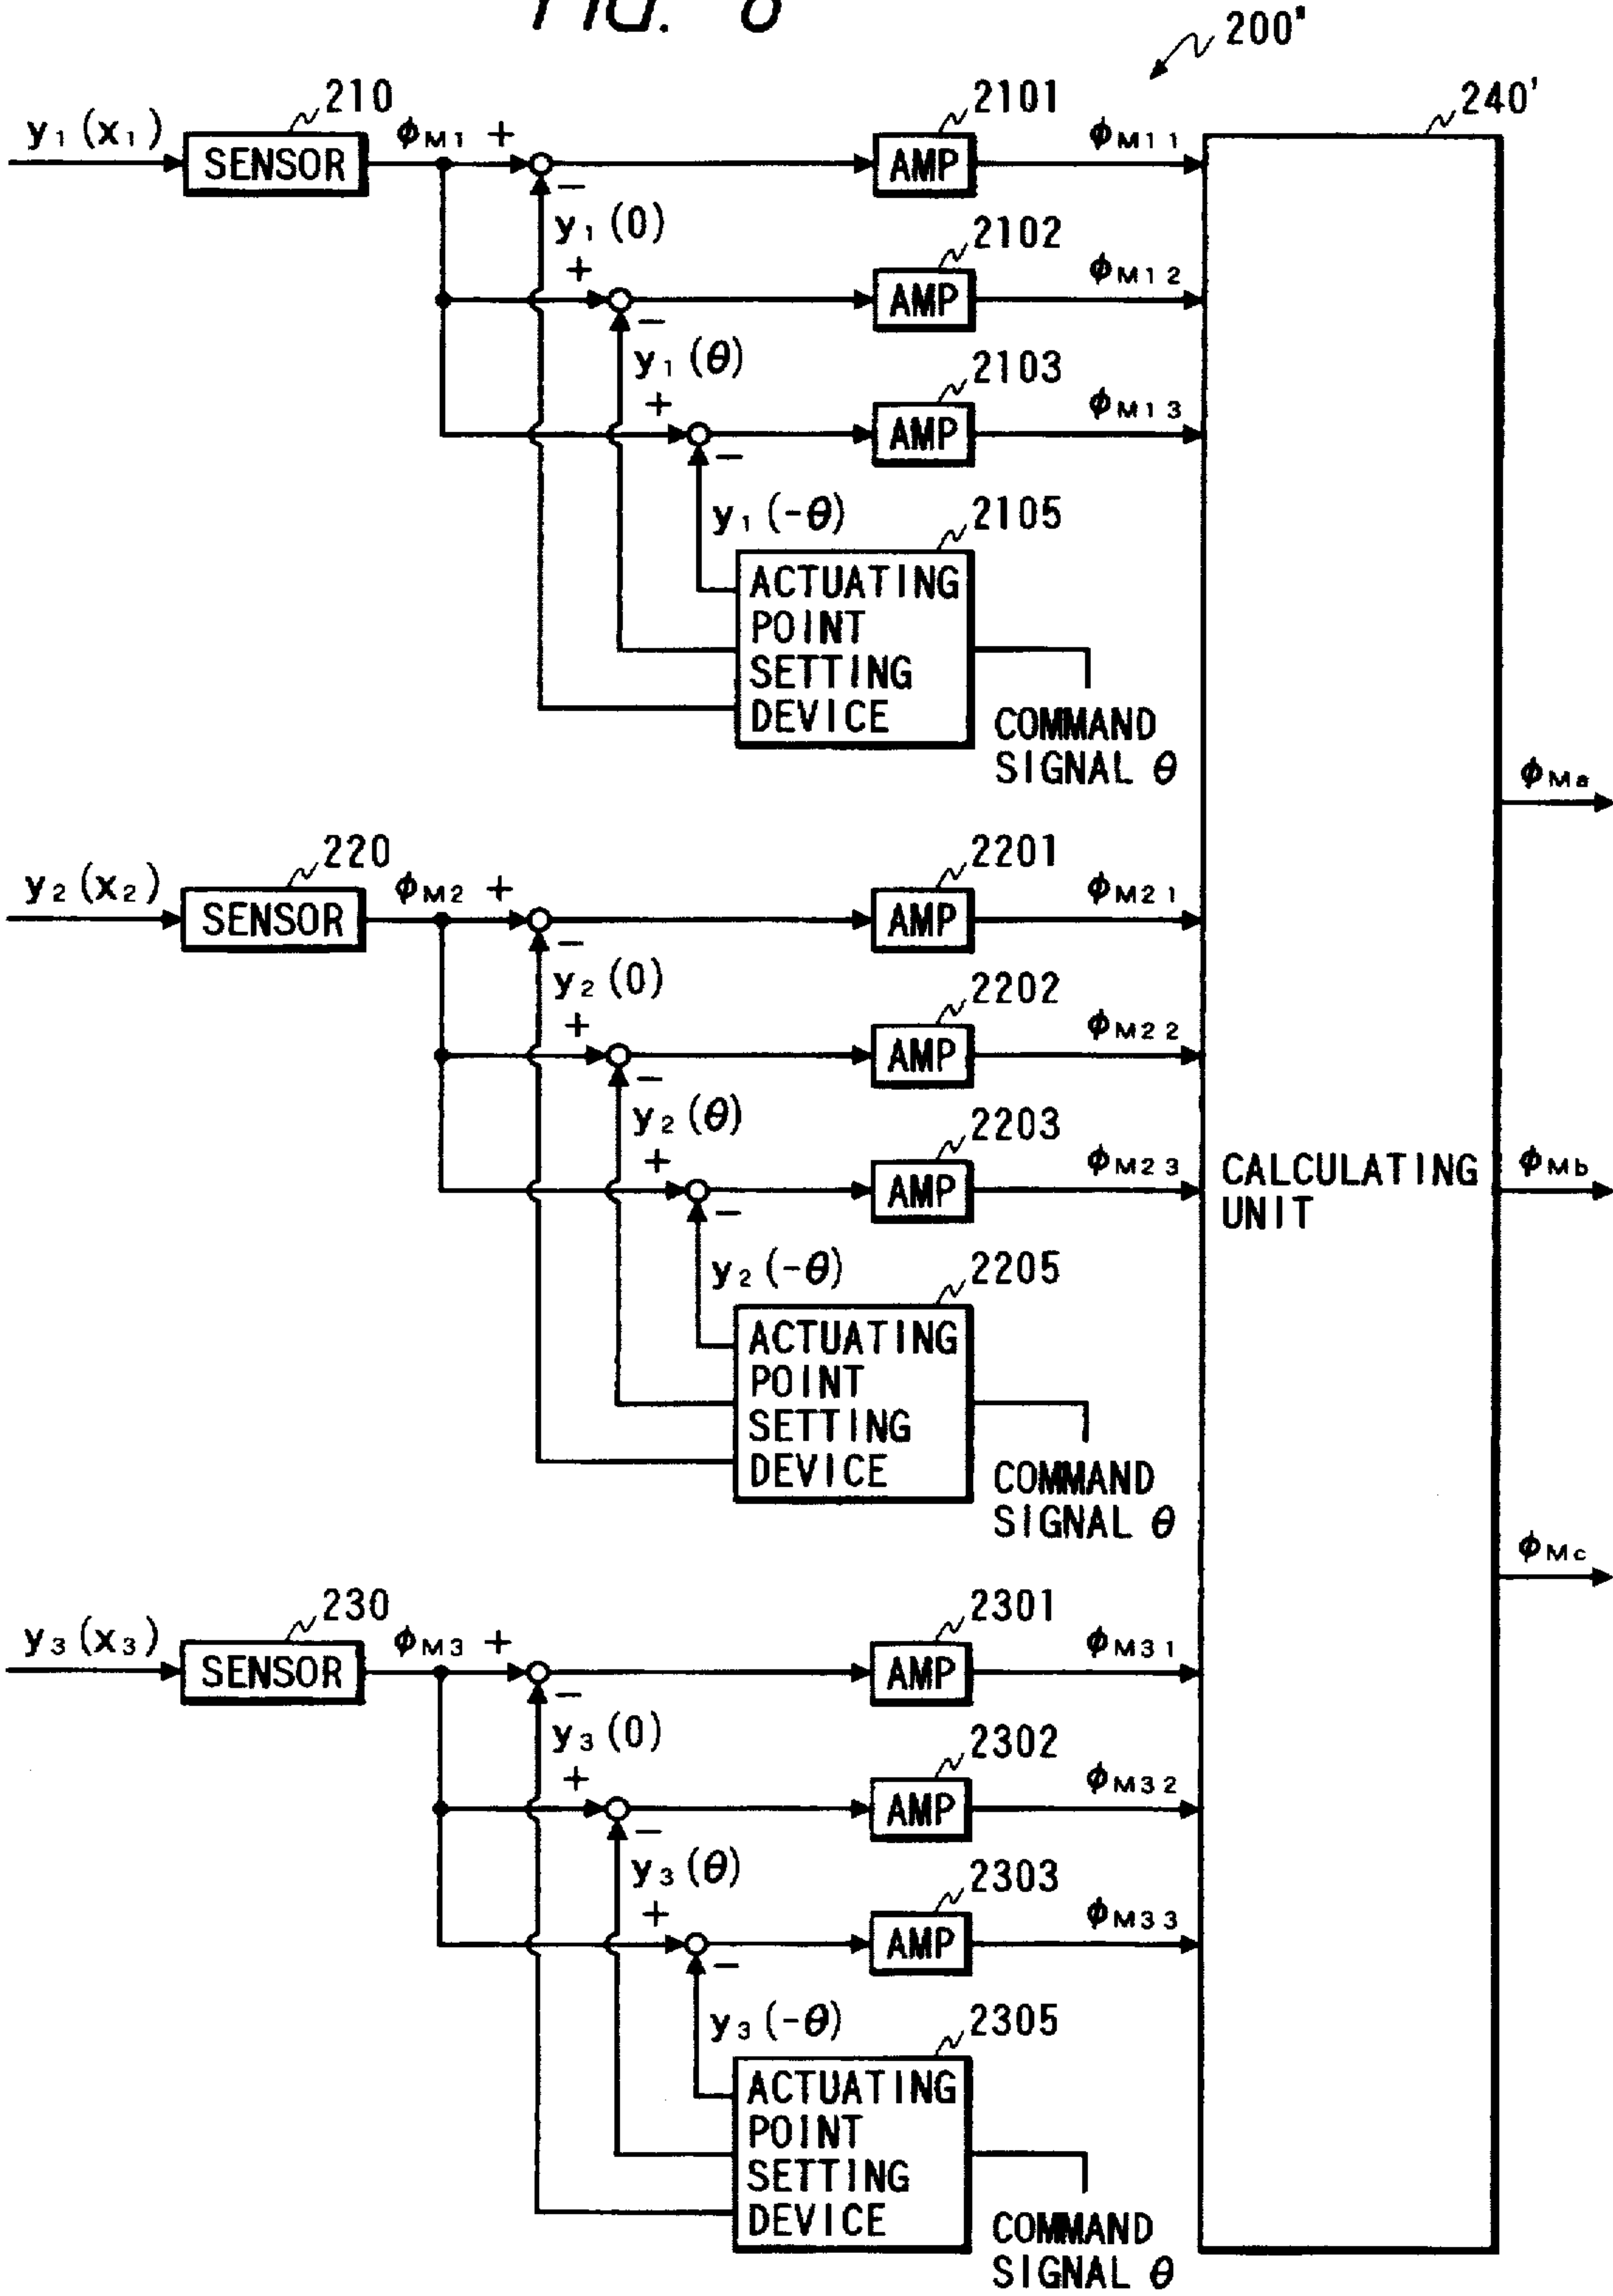 FIG. 6
200"
210
2101
240'
y₁(x₁)
SENSOR
ϕM1 +
−
AMP
ϕM11
y₁(0)
2102
+
−
AMP
ϕM12
y₁(θ)
2103
+
−
AMP
ϕM13
y₁(-θ)
2105
ACTUATING
POINT
SETTING
DEVICE
COMMAND
SIGNAL θ
ϕMa
220
2201
y₂(x₂)
SENSOR
ϕM2 +
−
AMP
ϕM21
y₂(0)
2202
+
−
AMP
ϕM22
y₂(θ)
2203
+
−
AMP
ϕM23
CALCULATING
UNIT
ϕMb
y₂(-θ)
2205
ACTUATING
POINT
SETTING
DEVICE
COMMAND
SIGNAL θ
ϕMc
230
2301
y₃(x₃)
SENSOR
ϕM3 +
−
AMP
ϕM31
y₃(0)
2302
+
−
AMP
ϕM32
y₃(θ)
2303
+
−
AMP
ϕM33
y₃(-θ)
2305
ACTUATING
POINT
SETTING
DEVICE
COMMAND
SIGNAL θ